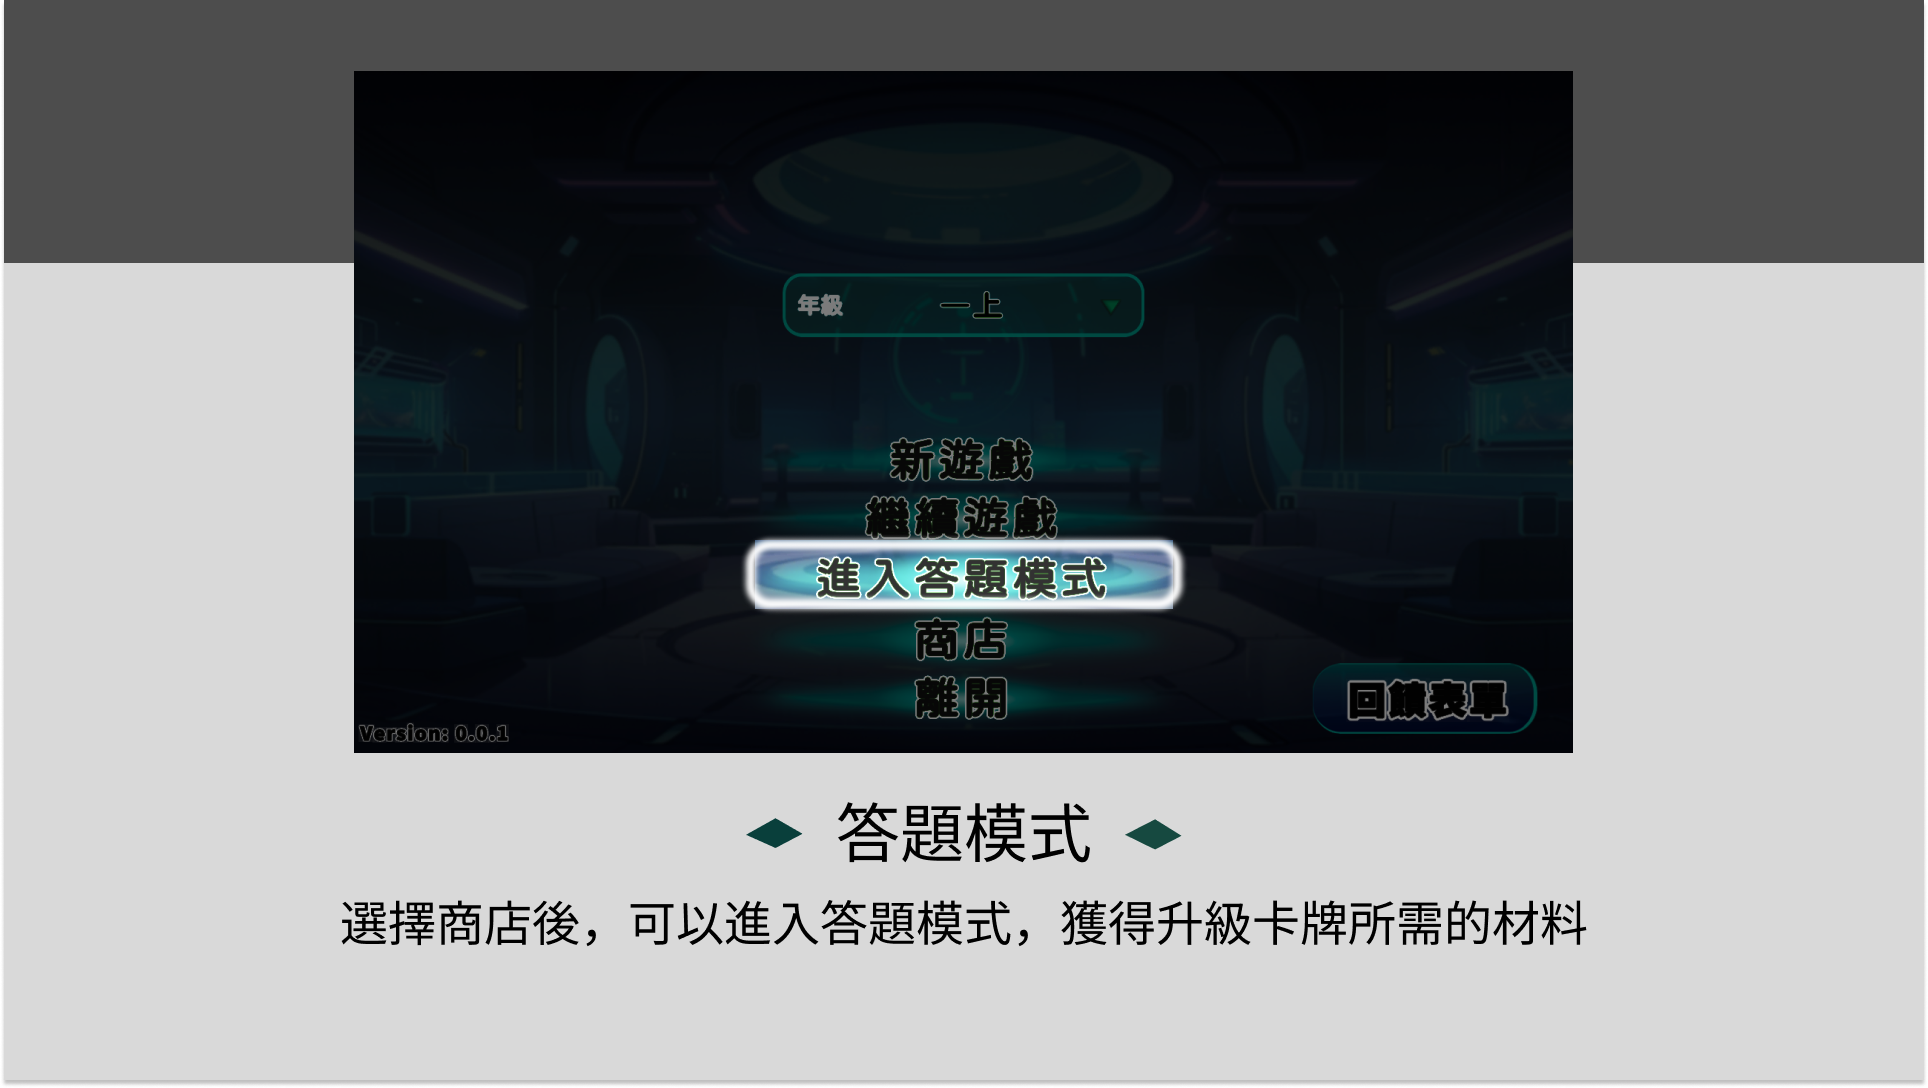 年級 一上
新遊戲
繼續遊戲
進入答題模式
商店
離開
回饋表單
Version: 0.0.1
答題模式
選擇商店後，可以進入答題模式，獲得升級卡牌所需的材料